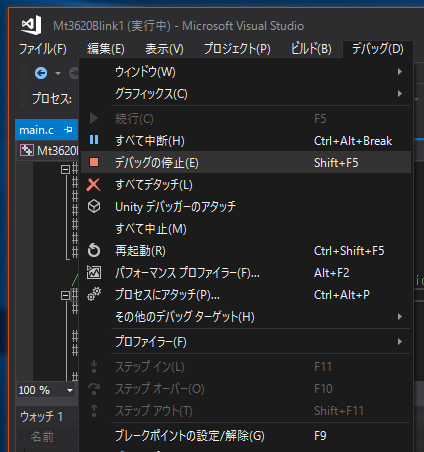 Mt3620Blink1 (実行中) - Microsoft Visual Studio
ファイル(F) 編集(E) 表示(V) プロジェクト(P) ビルド(B) デバッグ(D)
ウィンドウ(W)
グラフィックス(C)
プロセス:
続行(C) F5
main.c
すべて中断(H) Ctrl+Alt+Break
Mt3620
デバッグの停止(E) Shift+F5
すべてデタッチ(L)
Unity デバッガーのアタッチ
すべて中止(M)
再起動(R) Ctrl+Shift+F5
パフォーマンス プロファイラー(F)... Alt+F2
プロセスにアタッチ(P)... Ctrl+Alt+P
その他のデバッグ ターゲット(H)
プロファイラー(F)
ステップ イン(L) F11
100 %
ステップ オーバー(O) F10
ステップ アウト(T) Shift+F11
ウォッチ 1
名前
ブレークポイントの設定/解除(G) F9